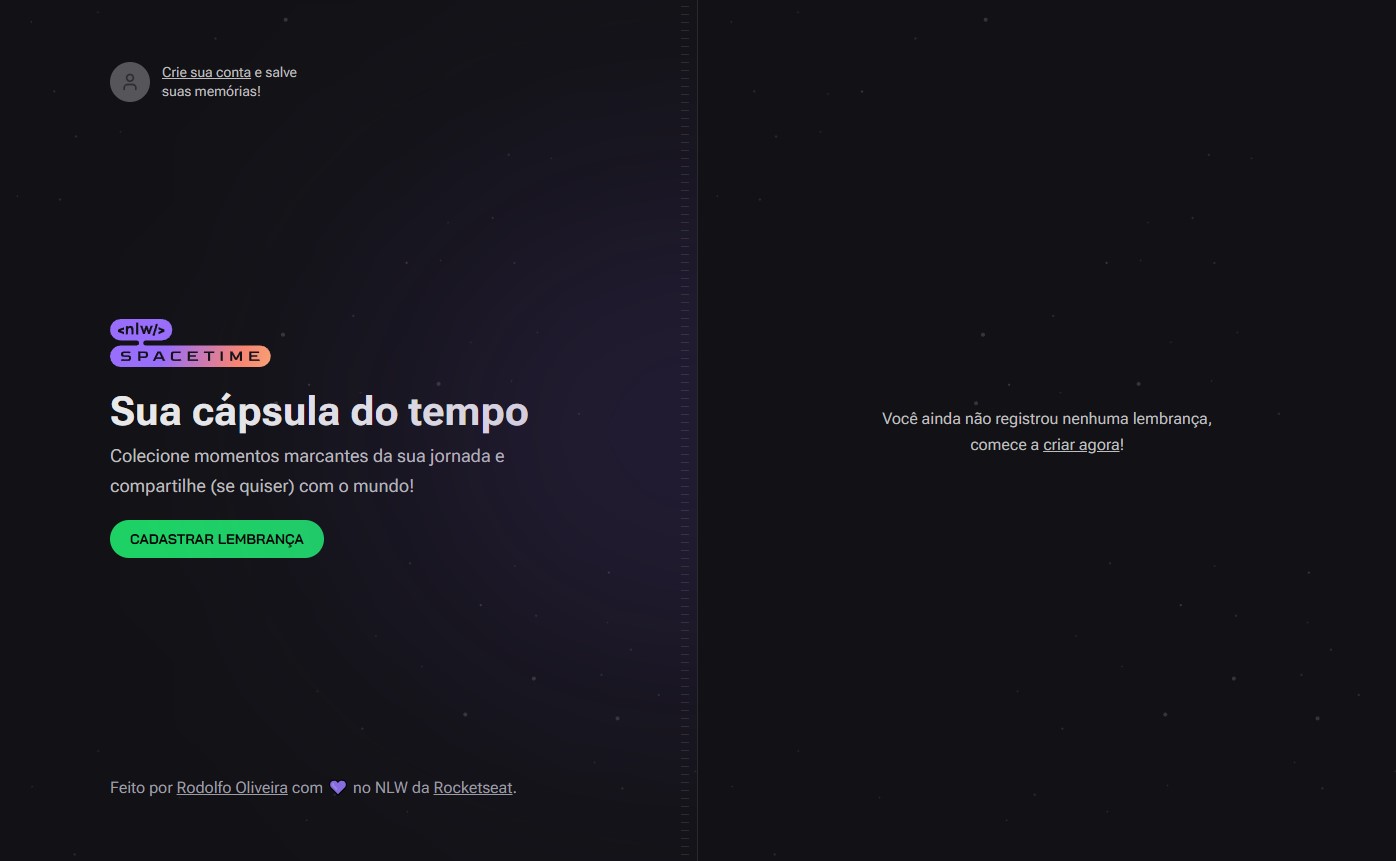 Crie sua conta e salve
suas memórias!
<nlw/>
SPACETIME
Sua cápsula do tempo
Colecione momentos marcantes da sua jornada e
compartilhe (se quiser) com o mundo!
CADASTRAR LEMBRANÇA
Feito por Rodolfo Oliveira com 💜 no NLW da Rocketseat.
Você ainda não registrou nenhuma lembrança,
comece a criar agora!